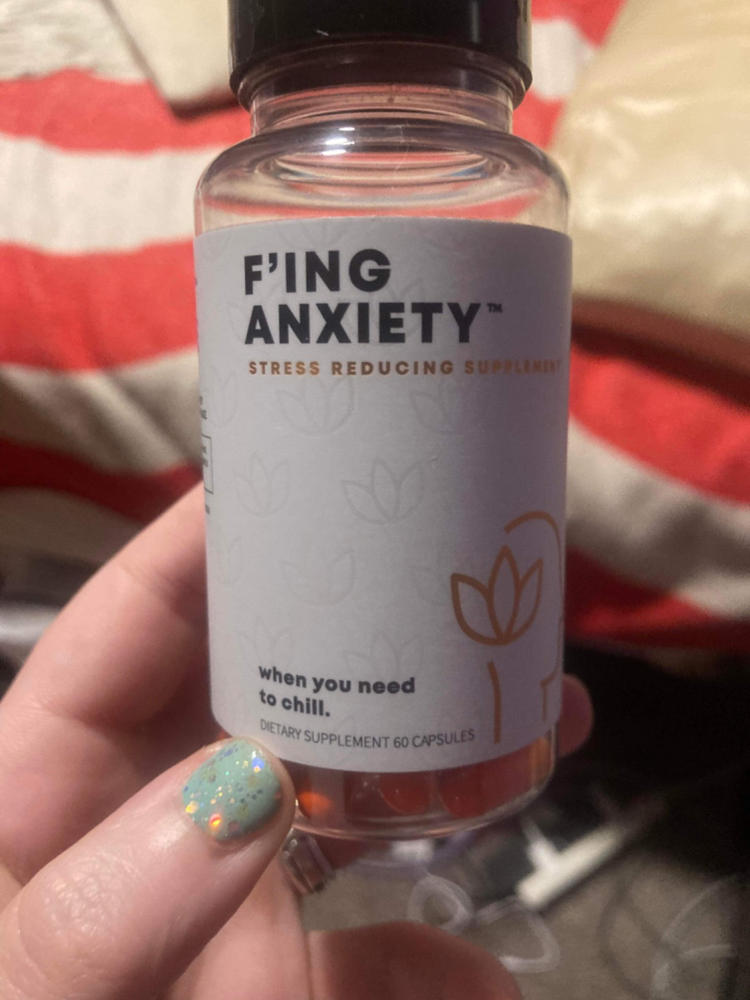 F'ING
ANXIETY™
STRESS REDUCING SUPPLEMENT
when you need
to chill.
DIETARY SUPPLEMENT 60 CAPSULES